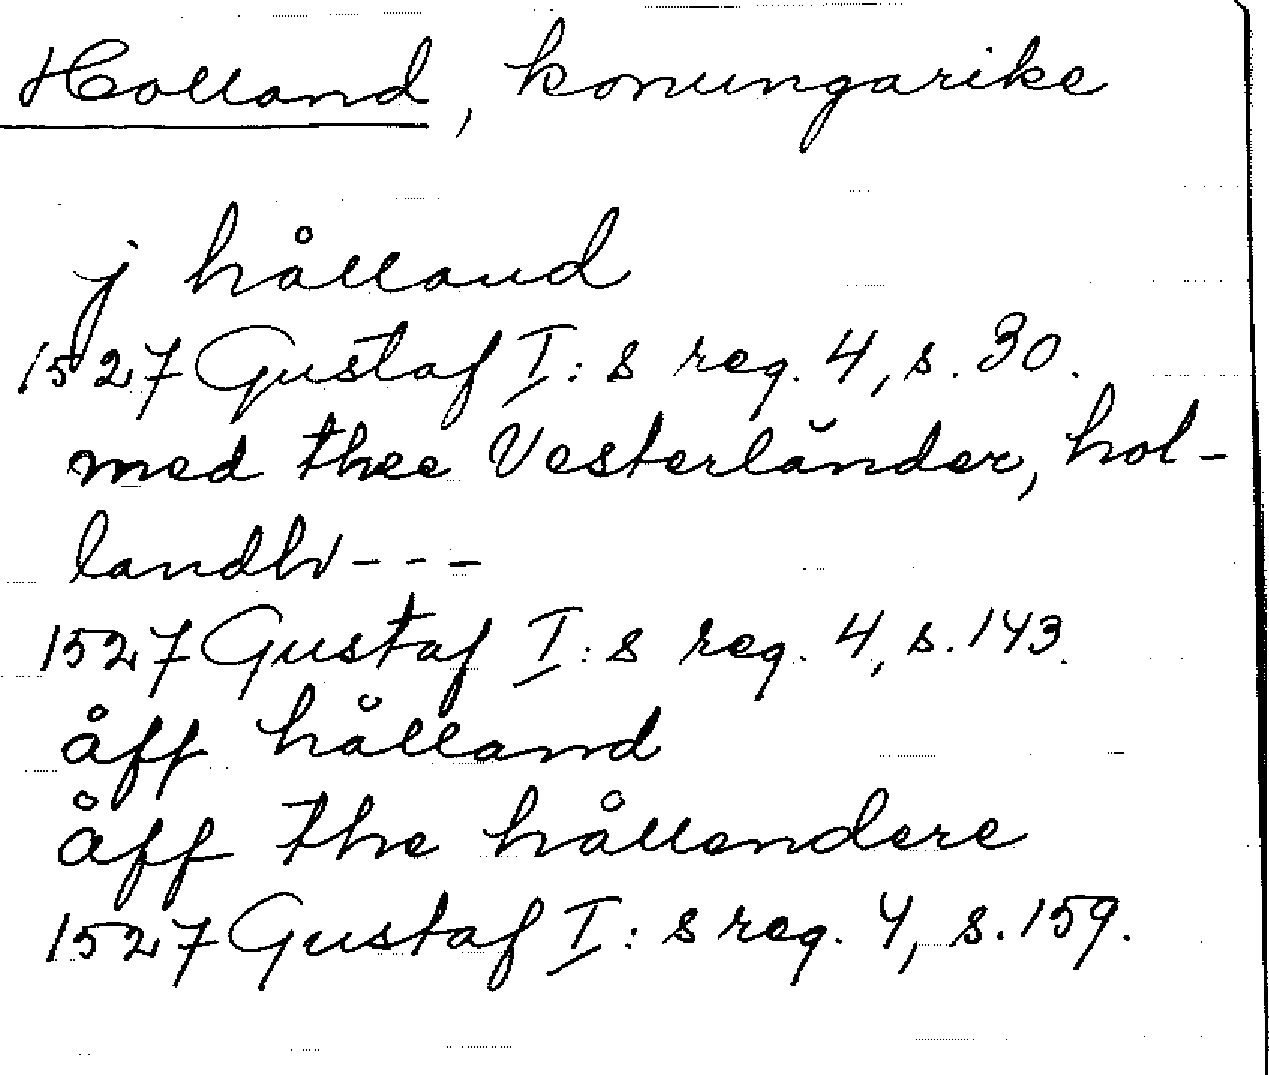 Holland, konungarike
j hålland
1527 Gustaf I:s reg. 4, s. 30.
med thee Vesterländer, hol-
landh ---
1527 Gustaf I:s reg. 4, s. 143.
åff hålland
åff the hållendere
1527 Gustaf I:s reg. 4, s. 159.